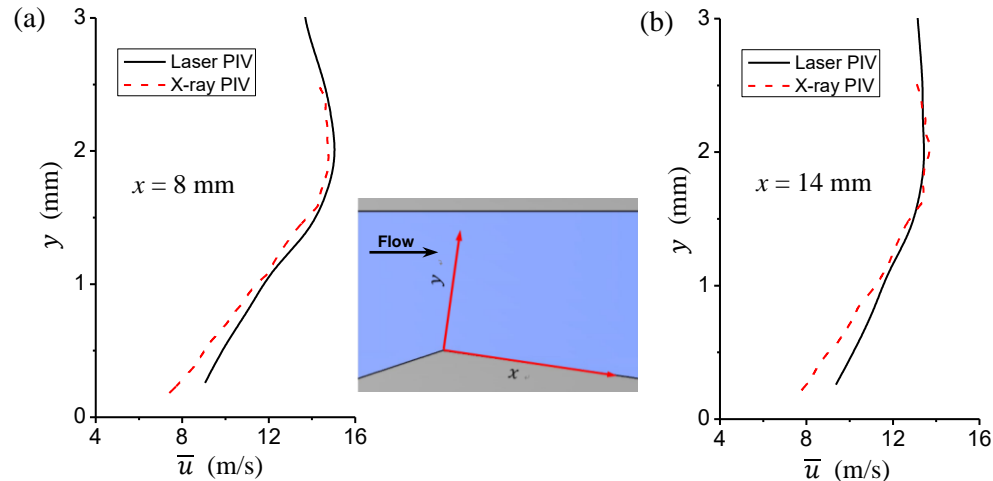 (a)
3
2
1
0
y (mm)
Laser PIV
X-ray PIV
x = 8 mm
4 8 12 16
u̅ (m/s)
Flow
y
x
(b)
3
2
1
0
y (mm)
Laser PIV
X-ray PIV
x = 14 mm
4 8 12 16
u̅ (m/s)